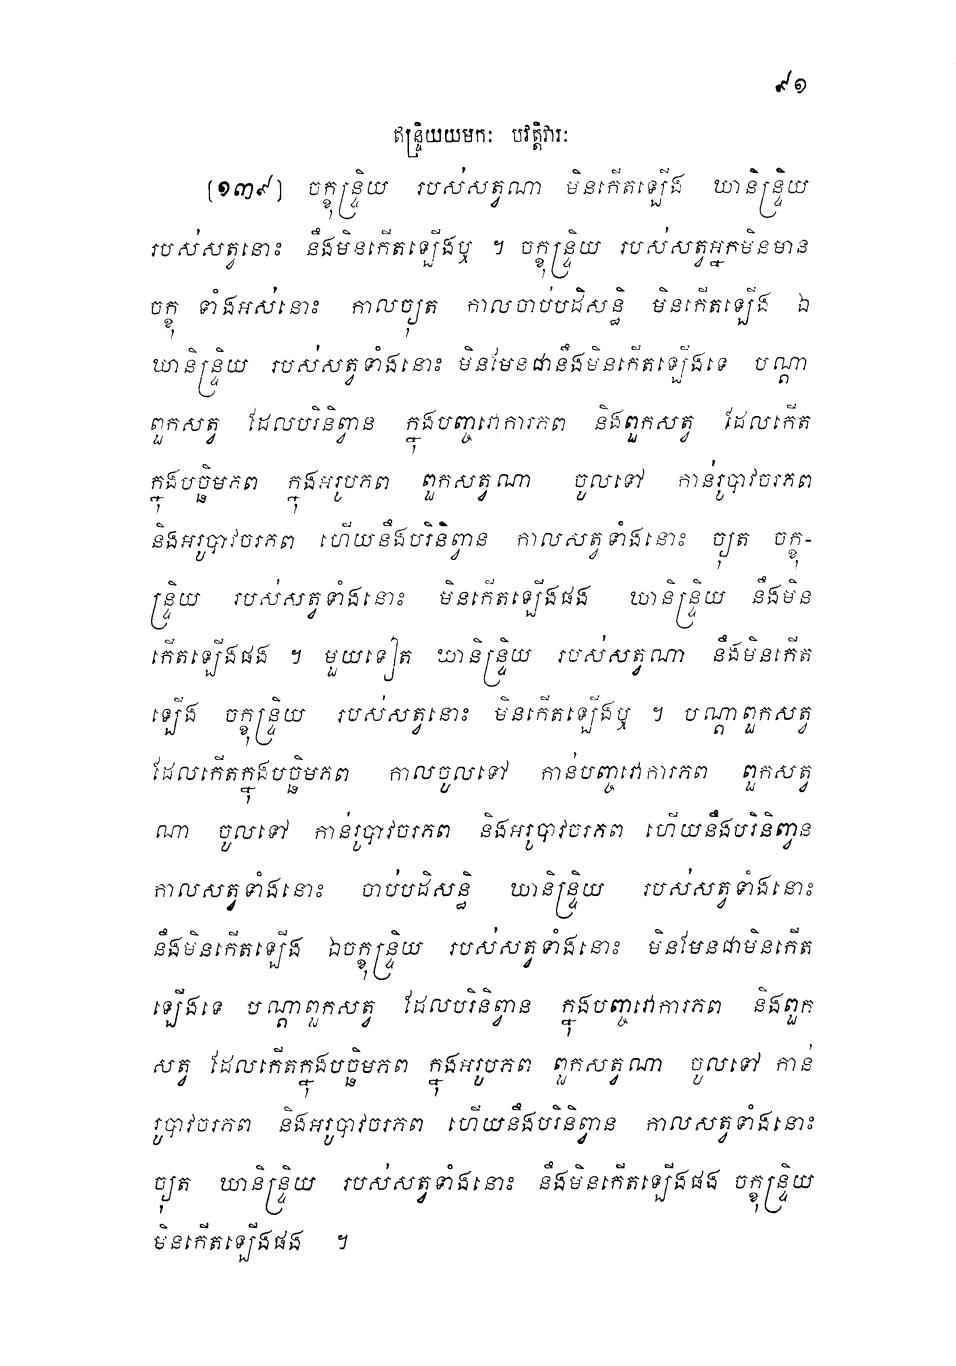 ៩១
ឥន្ទ្រិយយមកៈ បវត្តិវារៈ
(១៣៩) ចក្ខុន្ទ្រិយ របស់សត្វណា មិនកើតឡើង ឃានិន្ទ្រិយ
របស់សត្វនោះ នឹងមិនកើតឡើងឬ ។ ចក្ខុន្ទ្រិយ របស់សត្វអ្នកមិនមាន
ចក្ខុ ទាំងអស់នោះ កាលច្យុត កាលចាប់បដិសន្ធិ មិនកើតឡើង ឯ
ឃានិន្ទ្រិយ របស់សត្វទាំងនោះ មិនមែនជានឹងមិនកើតឡើងទេ បណ្តា
ពួកសត្វ ដែលបរិនិព្វាន ក្នុងបញ្ចវោការភព និងពួកសត្វ ដែលកើត
ក្នុងបច្ឆិមភព ក្នុងអរូបភព ពួកសត្វណា ចូលទៅ កាន់រូបាវចរភព
និងអរូបាវចរភព ហើយនឹងបរិនិព្វាន កាលសត្វទាំងនោះ ច្យុត ចក្ខុ-
ន្ទ្រិយ របស់សត្វទាំងនោះ មិនកើតឡើងផង ឃានិន្ទ្រិយ នឹងមិន
កើតឡើងផង ។ មួយទៀត ឃានិន្ទ្រិយ របស់សត្វណា នឹងមិនកើត
ឡើង ចក្ខុន្ទ្រិយ របស់សត្វនោះ មិនកើតឡើងឬ ។ បណ្តាពួកសត្វ
ដែលកើតក្នុងបច្ឆិមភព កាលចូលទៅ កាន់បញ្ចវោការភព ពួកសត្វ
ណា ចូលទៅ កាន់រូបាវចរភព និងអរូបាវចរភព ហើយនឹងបរិនិព្វាន
កាលសត្វទាំងនោះ ចាប់បដិសន្ធិ ឃានិន្ទ្រិយ របស់សត្វទាំងនោះ
នឹងមិនកើតឡើង ឯចក្ខុន្ទ្រិយ របស់សត្វទាំងនោះ មិនមែនជាមិនកើត
ឡើងទេ បណ្តាពួកសត្វ ដែលបរិនិព្វាន ក្នុងបញ្ចវោការភព និងពួក
សត្វ ដែលកើតក្នុងបច្ឆិមភព ក្នុងអរូបភព ពួកសត្វណា ចូលទៅ កាន់
រូបាវចរភព និងអរូបាវចរភព ហើយនឹងបរិនិព្វាន កាលសត្វទាំងនោះ
ច្យុត ឃានិន្ទ្រិយ របស់សត្វទាំងនោះ នឹងមិនកើតឡើងផង ចក្ខុន្ទ្រិយ
មិនកើតឡើងផង ។